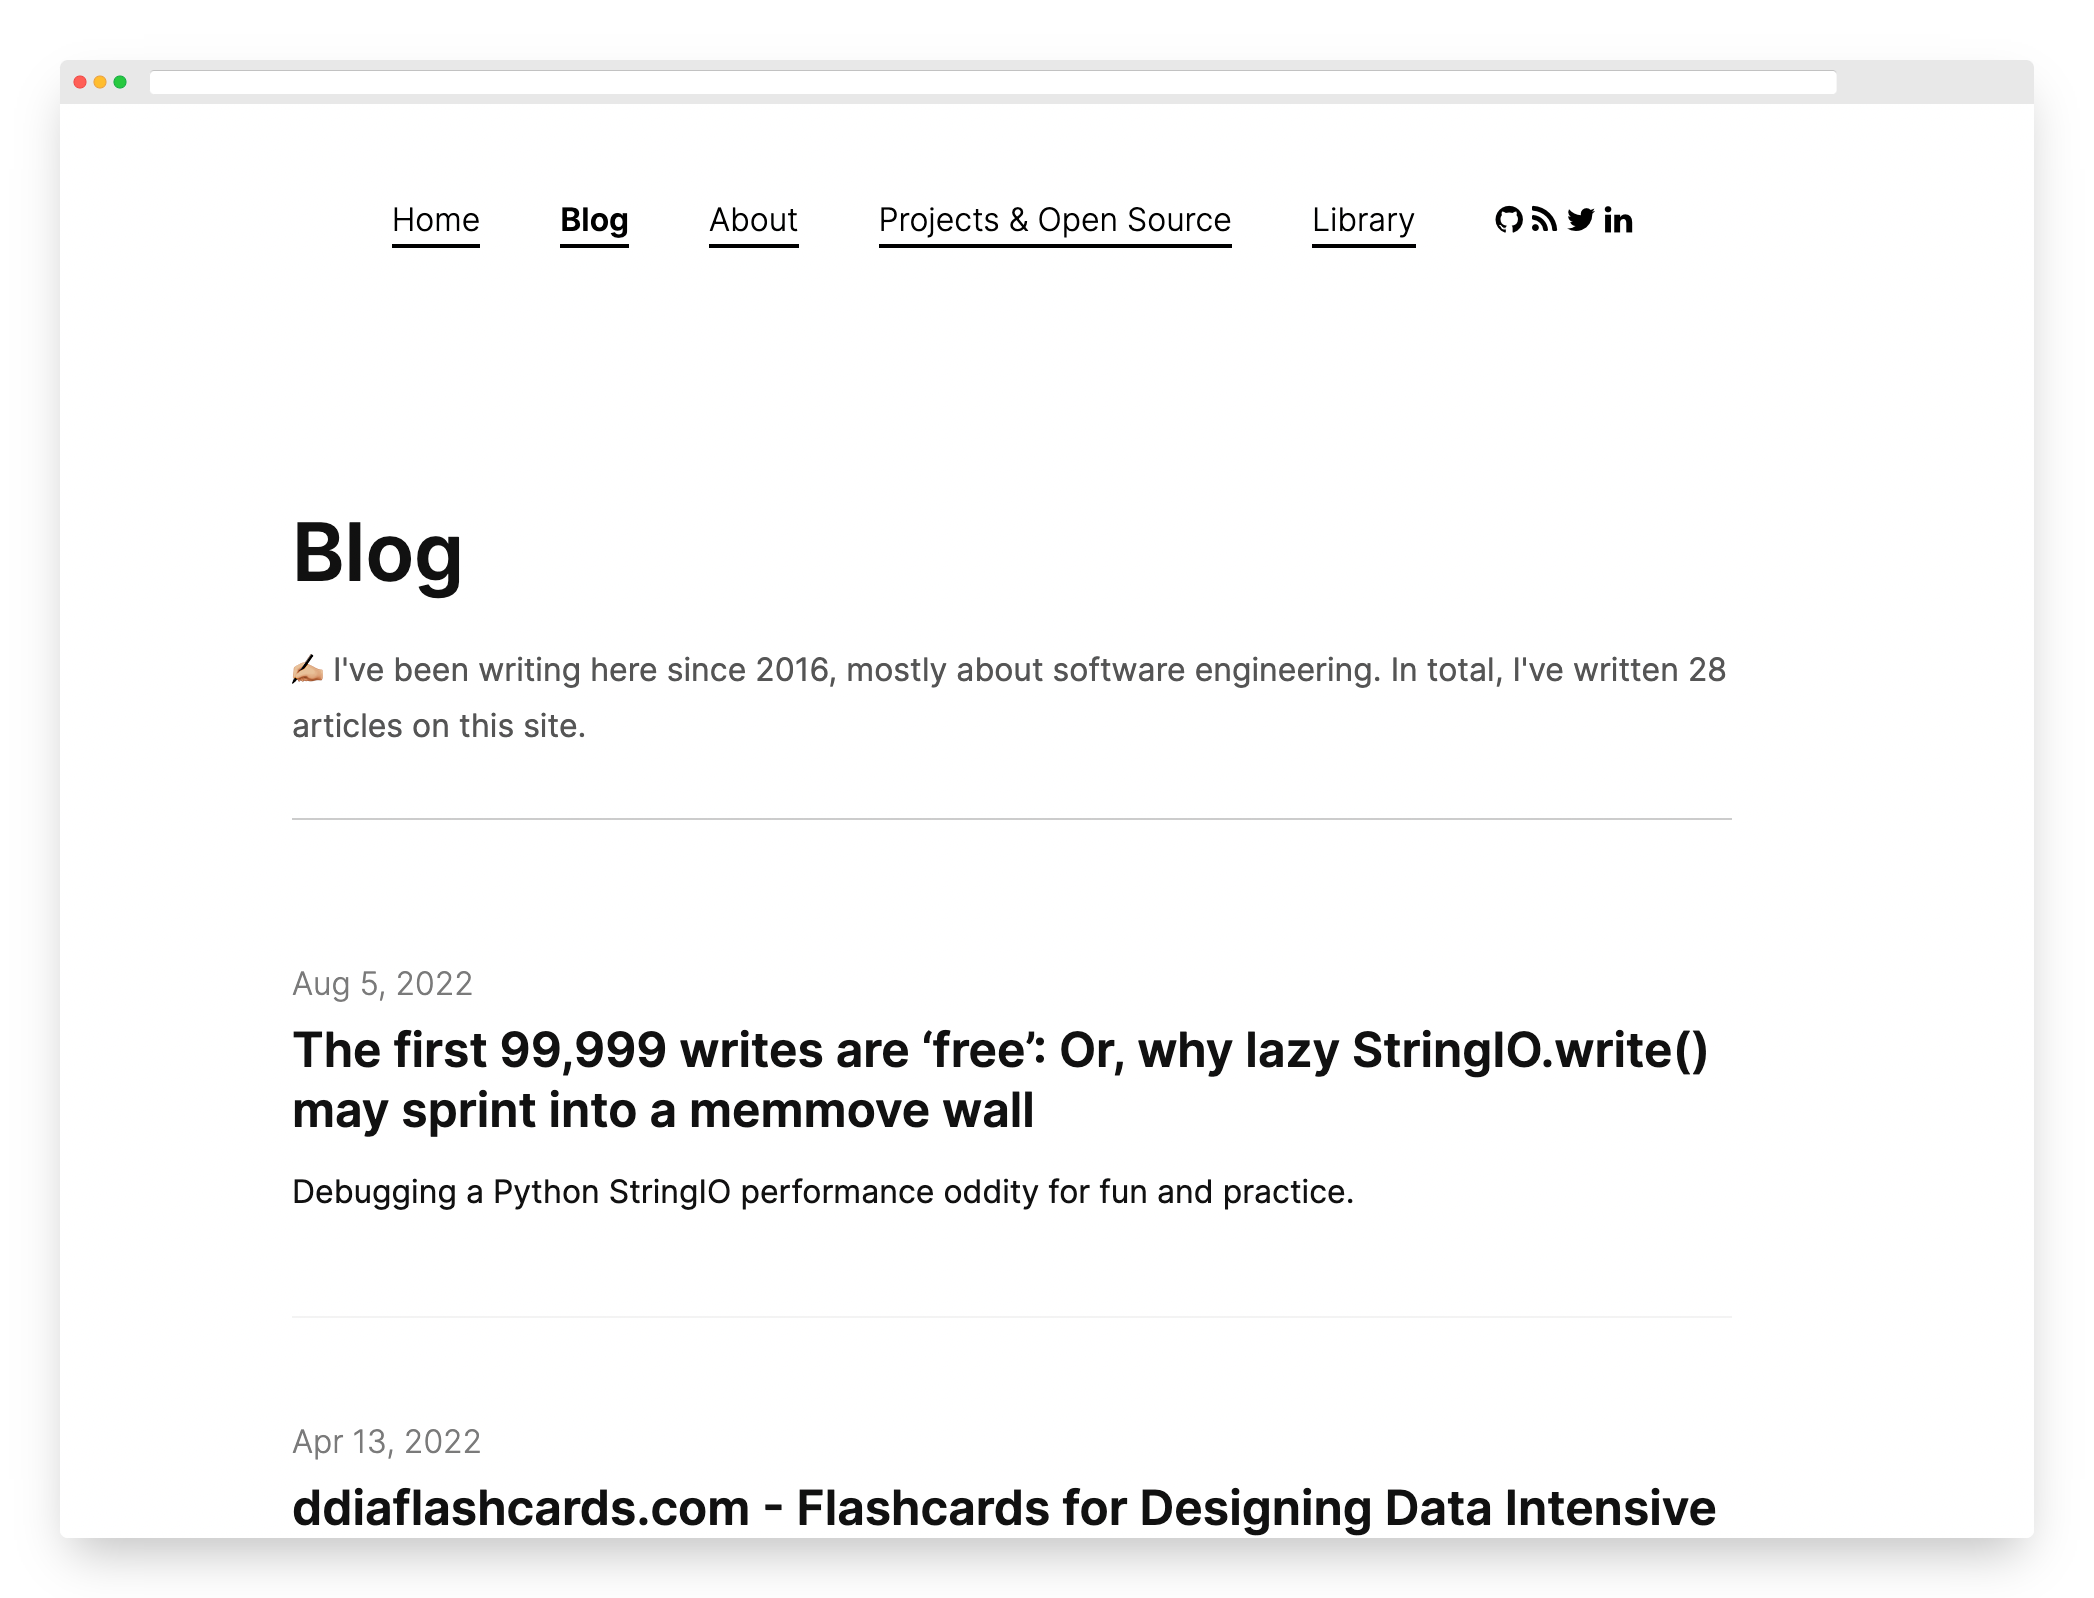 Home Blog About Projects & Open Source Library
Blog
✍🏼 I've been writing here since 2016, mostly about software engineering. In total, I've written 28
articles on this site.
Aug 5, 2022
The first 99,999 writes are ‘free’: Or, why lazy StringIO.write()
may sprint into a memmove wall
Debugging a Python StringIO performance oddity for fun and practice.
Apr 13, 2022
ddiaflashcards.com - Flashcards for Designing Data Intensive